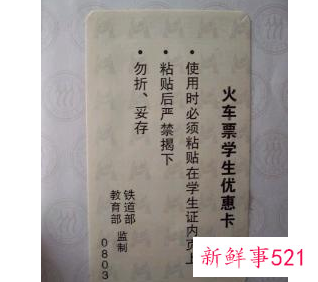 火车票学生优惠卡
• 使用时必须粘贴在学生证内页上
• 粘贴后严禁揭下
• 勿折、妥存
铁道部
教育部 监制
0803
新鲜事521